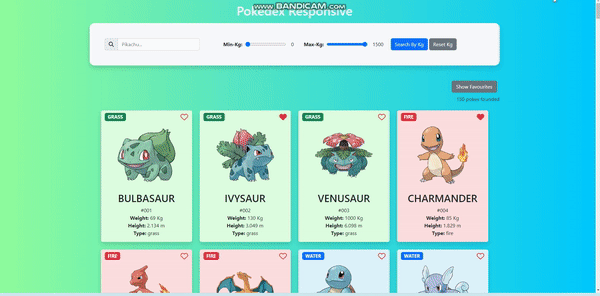 Pokedex Responsive
www.BANDICAM.com
Pikachu...
Min-Kg: 0 Max-Kg: 1500 Search By Kg Reset Kg
Show Favourites
150 pokes founded
GRASS GRASS GRASS FIRE
BULBASAUR IVYSAUR VENUSAUR CHARMANDER
#001 #002 #003 #004
Weight: 69 Kg Weight: 130 Kg Weight: 1000 Kg Weight: 85 Kg
Height: 2.134 m Height: 3.049 m Height: 6.098 m Height: 1.829 m
Type: grass Type: grass Type: grass Type: fire
FIRE FIRE WATER WATER